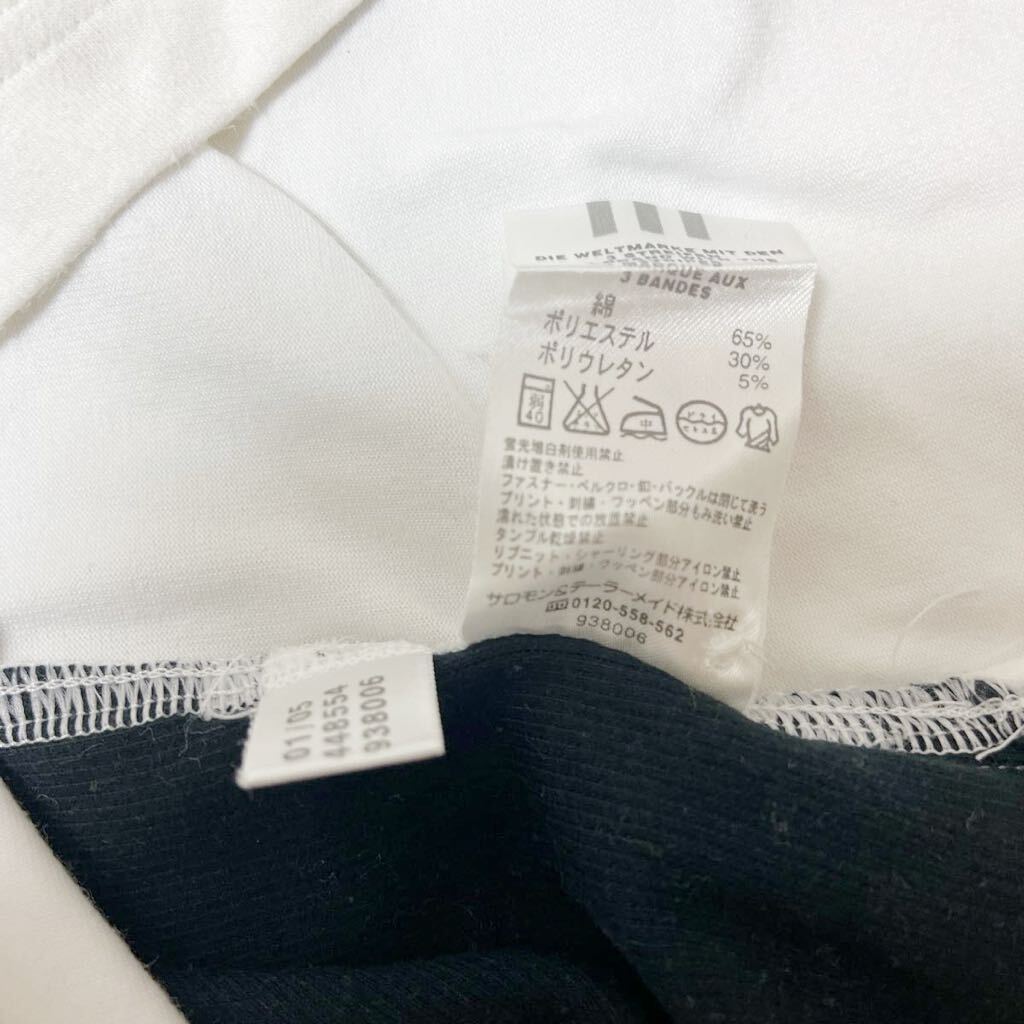 DIE WELTMARKE MIT DEN
QUE AUX
3 BANDES
綿 65%
ポリエステル 30%
ポリウレタン 5%
弱
40
中
ドライ
蛍光増白剤使用禁止
漬け置き禁止
ファスナー・ベルクロ・釦・バックルは閉じて洗う
プリント・刺繍・ワッペン部分もみ洗い禁止
濡れた状態での放置禁止
タンブル乾燥禁止
リブニット・シャーリング部分アイロン禁止
プリント・刺繍・ワッペン部分アイロン禁止
サロモン&テーラーメイド株式会社
0120-558-562
938006
01/05
448554
938006